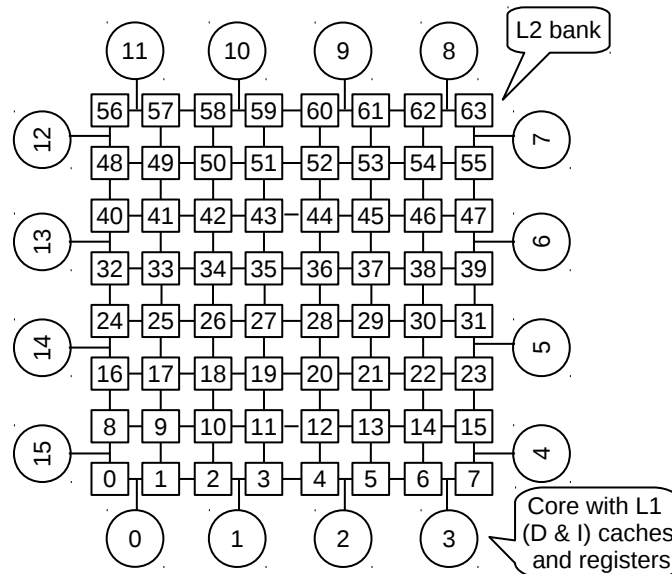 11 10 9 8
L2 bank
56 57 58 59 60 61 62 63
12 7
48 49 50 51 52 53 54 55
40 41 42 43 44 45 46 47
13 6
32 33 34 35 36 37 38 39
24 25 26 27 28 29 30 31
14 5
16 17 18 19 20 21 22 23
8 9 10 11 12 13 14 15
15 4
0 1 2 3 4 5 6 7
0 1 2 3
Core with L1
(D & I) caches
and registers